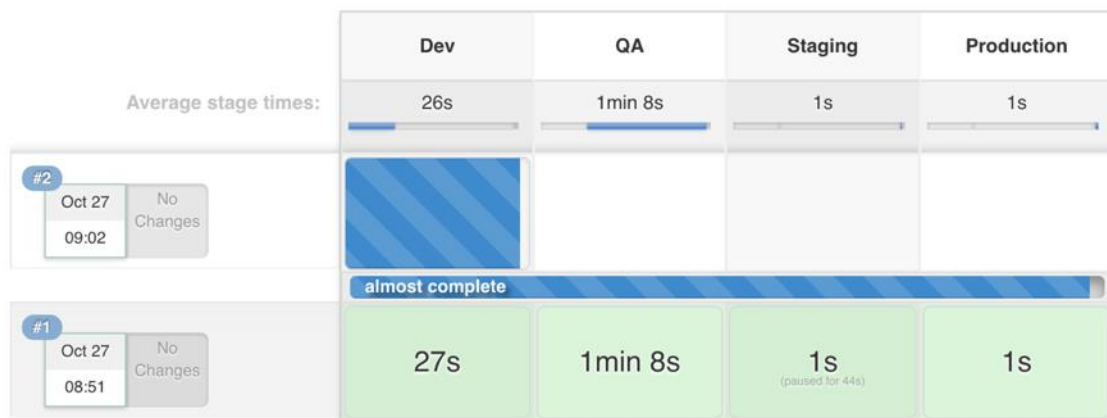 Dev QA Staging Production
Average stage times: 26s 1min 8s 1s 1s
#2
Oct 27 No
Changes
09:02
almost complete
#1
Oct 27 No
Changes
08:51
27s 1min 8s 1s 1s
(paused for 44s)